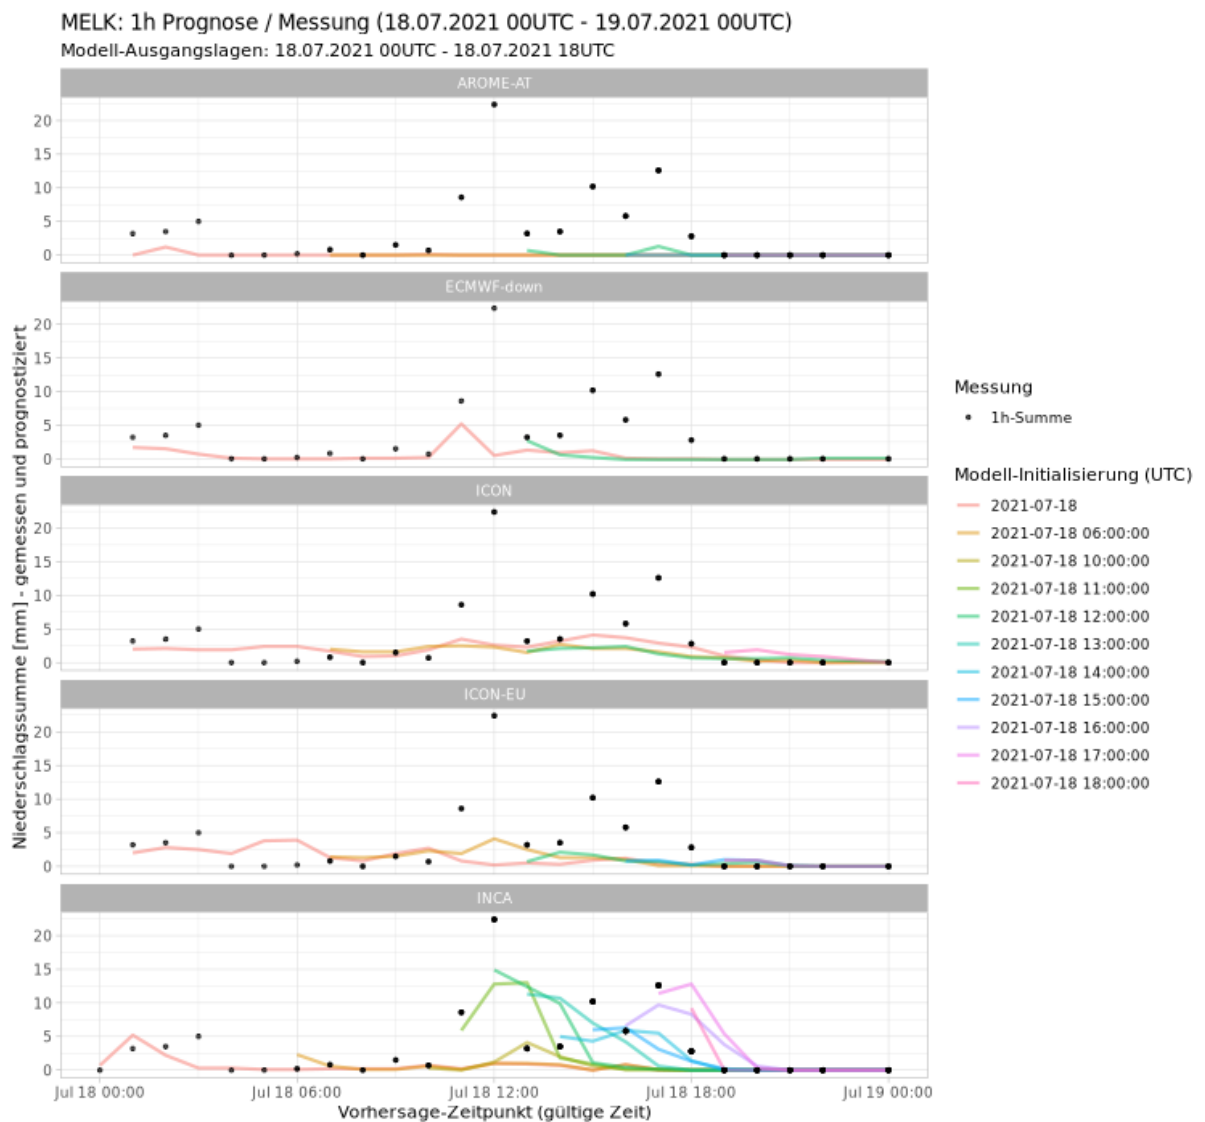 MELK: 1h Prognose / Messung (18.07.2021 00UTC - 19.07.2021 00UTC)
Modell-Ausgangslagen: 18.07.2021 00UTC - 18.07.2021 18UTC
Niederschlagssumme [mm] - gemessen und prognostiziert
AROME-AT
20
15
10
5
0
ECMWF-down
20
15
10
5
0
ICON
20
15
10
5
0
ICON-EU
20
15
10
5
0
INCA
20
15
10
5
0
Jul 18 00:00 Jul 18 06:00 Jul 18 12:00 Jul 18 18:00 Jul 19 00:00
Vorhersage-Zeitpunkt (gültige Zeit)
Messung
1h-Summe
Modell-Initialisierung (UTC)
2021-07-18
2021-07-18 06:00:00
2021-07-18 10:00:00
2021-07-18 11:00:00
2021-07-18 12:00:00
2021-07-18 13:00:00
2021-07-18 14:00:00
2021-07-18 15:00:00
2021-07-18 16:00:00
2021-07-18 17:00:00
2021-07-18 18:00:00